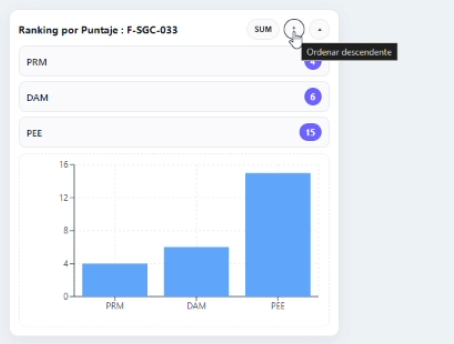 Ranking por Puntaje : F-SGC-033
SUM
Ordenar descendente
PRM
4
DAM
6
PEE
15
16
12
8
4
0
PRM DAM PEE